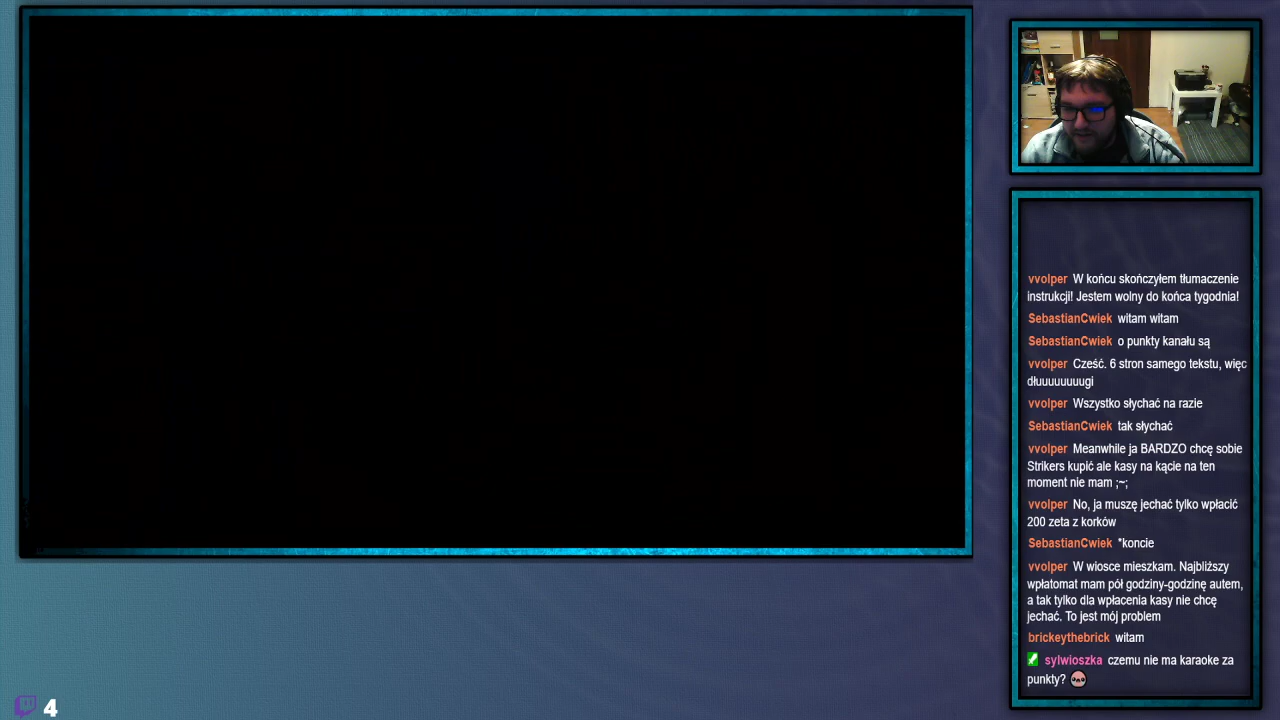 vvolper W końcu skończyłem tłumaczenie
instrukcji! Jestem wolny do końca tygodnia!
SebastianCwiek witam witam
SebastianCwiek o punkty kanału są
vvolper Cześć. 6 stron samego tekstu, więc
dłuuuuuuuugi
vvolper Wszystko słychać na razie
SebastianCwiek tak słychać
vvolper Meanwhile ja BARDZO chcę sobie
Strikers kupić ale kasy na kącie na ten
moment nie mam ;~;
vvolper No, ja muszę jechać tylko wpłacić
200 zeta z korków
SebastianCwiek *koncie
vvolper W wiosce mieszkam. Najbliższy
wpłatomat mam pół godziny-godzinę autem,
a tak tylko dla wpłacenia kasy nie chcę
jechać. To jest mój problem
brickeythebrick witam
sylwioszka czemu nie ma karaoke za
punkty?
4